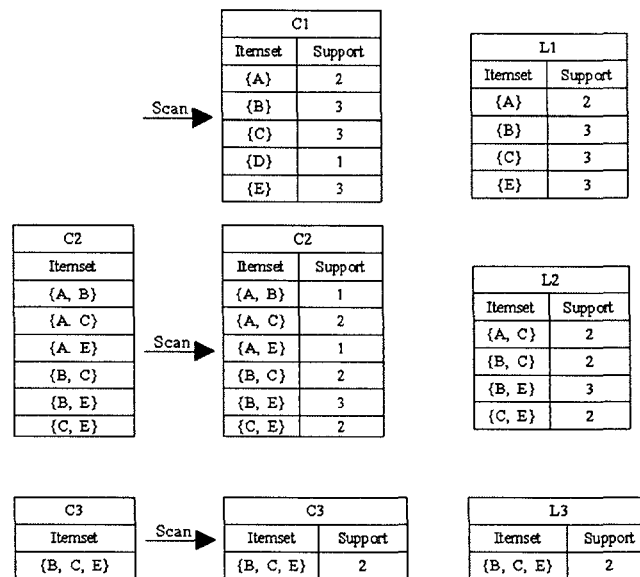 C1
Itemset Support
{A} 2
{B} 3
{C} 3
{D} 1
{E} 3
Scan
L1
Itemset Support
{A} 2
{B} 3
{C} 3
{E} 3
C2
Itemset
{A, B}
{A. C}
{A. E}
{B, C}
{B, E}
{C, E}
Scan
C2
Itemset Support
{A, B} 1
{A, C} 2
{A, E} 1
{B, C} 2
{B, E} 3
{C, E} 2
L2
Itemset Support
{A, C} 2
{B, C} 2
{B, E} 3
{C, E} 2
C3
Itemset
{B, C, E}
Scan
C3
Itemset Support
{B, C, E} 2
L3
Itemset Support
{B, C, E} 2